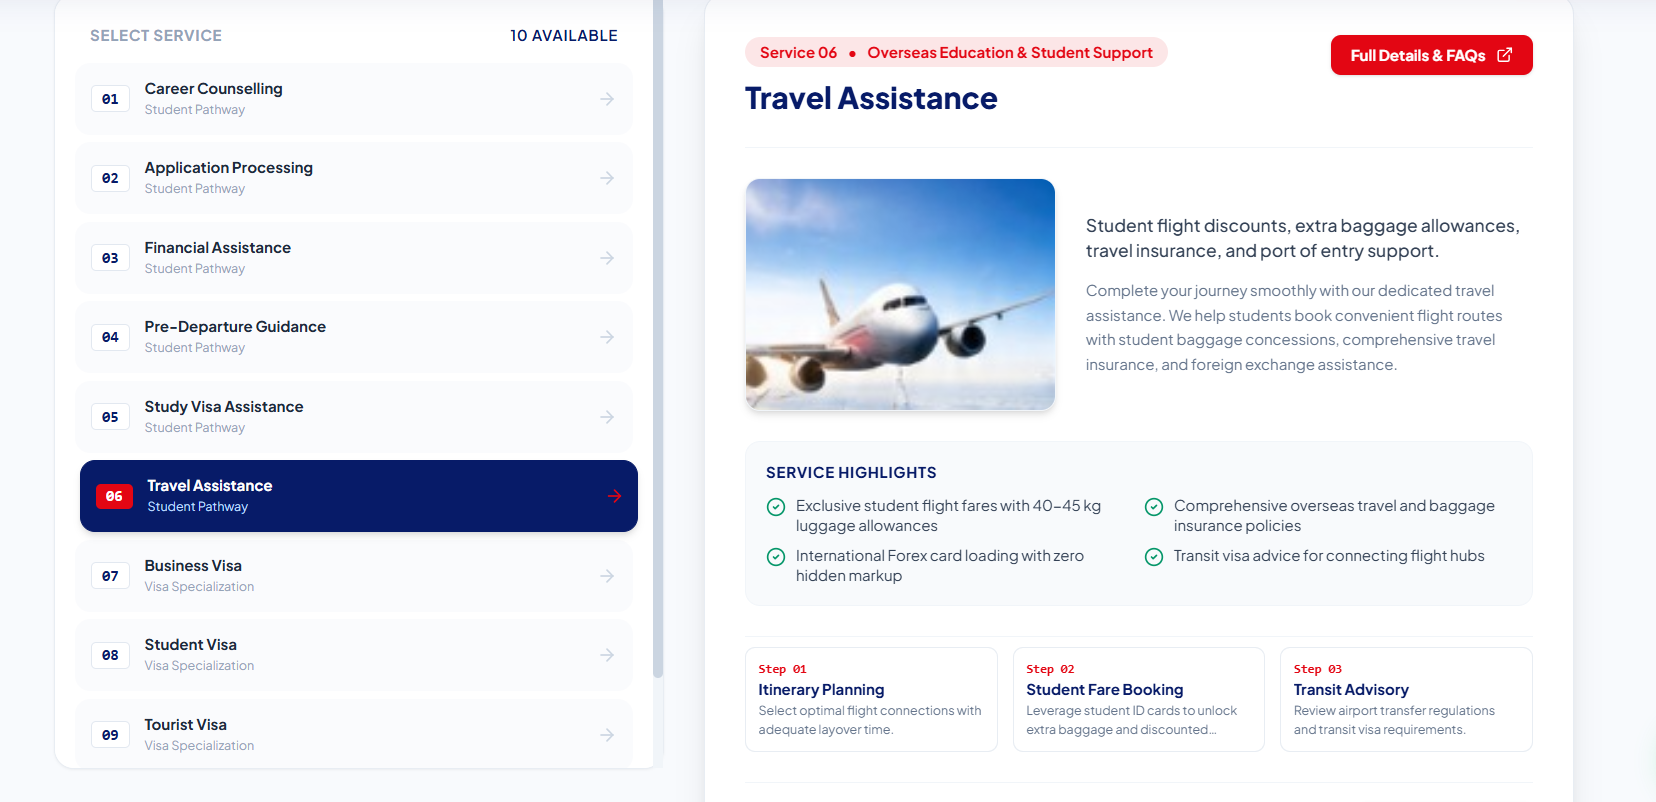 SELECT SERVICE
10 AVAILABLE
01
Career Counselling
Student Pathway
02
Application Processing
Student Pathway
03
Financial Assistance
Student Pathway
04
Pre-Departure Guidance
Student Pathway
05
Study Visa Assistance
Student Pathway
06
Travel Assistance
Student Pathway
07
Business Visa
Visa Specialization
08
Student Visa
Visa Specialization
09
Tourist Visa
Visa Specialization
Service 06 • Overseas Education & Student Support
Full Details & FAQs
Travel Assistance
Student flight discounts, extra baggage allowances,
travel insurance, and port of entry support.
Complete your journey smoothly with our dedicated travel
assistance. We help students book convenient flight routes
with student baggage concessions, comprehensive travel
insurance, and foreign exchange assistance.
SERVICE HIGHLIGHTS
Exclusive student flight fares with 40–45 kg
luggage allowances
Comprehensive overseas travel and baggage
insurance policies
International Forex card loading with zero
hidden markup
Transit visa advice for connecting flight hubs
Step 01
Itinerary Planning
Select optimal flight connections with
adequate layover time.
Step 02
Student Fare Booking
Leverage student ID cards to unlock
extra baggage and discounted...
Step 03
Transit Advisory
Review airport transfer regulations
and transit visa requirements.